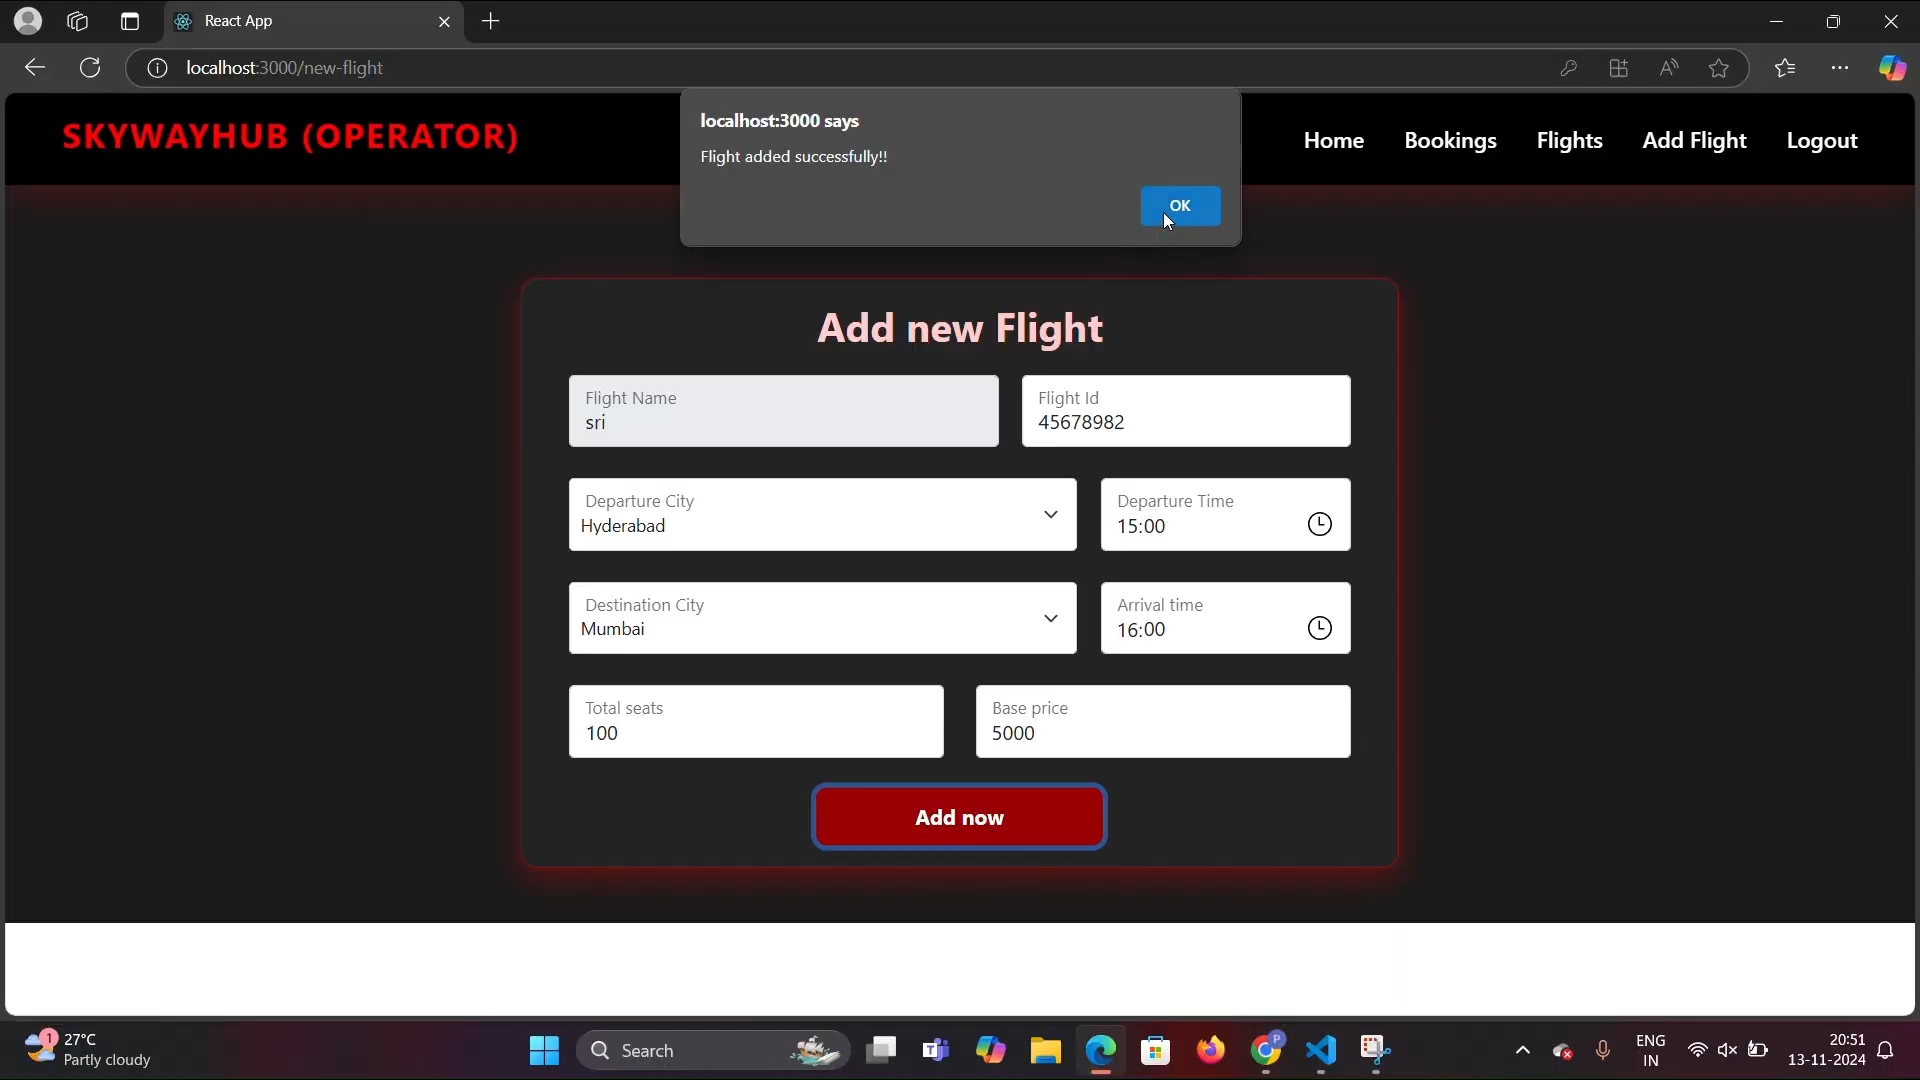 React App
localhost:3000/new-flight
SKYWAYHUB (OPERATOR)
Home Bookings Flights Add Flight Logout
localhost:3000 says
Flight added successfully!!
OK
Add new Flight
Flight Name
sri
Flight Id
45678982
Departure City
Hyderabad
Departure Time
15:00
Destination City
Mumbai
Arrival time
16:00
Total seats
100
Base price
5000
Add now
1
27°C
Partly cloudy
Search
P
ENG
IN
20:51
13-11-2024